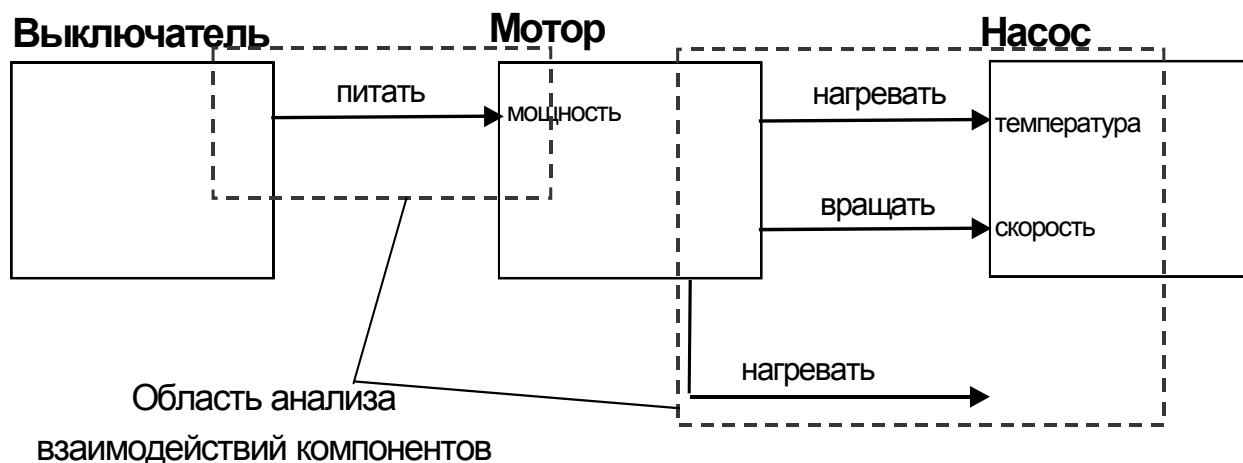 Выключатель
Мотор
Насос
питать
мощность
нагревать
температура
вращать
скорость
нагревать
Область анализа
взаимодействий компонентов